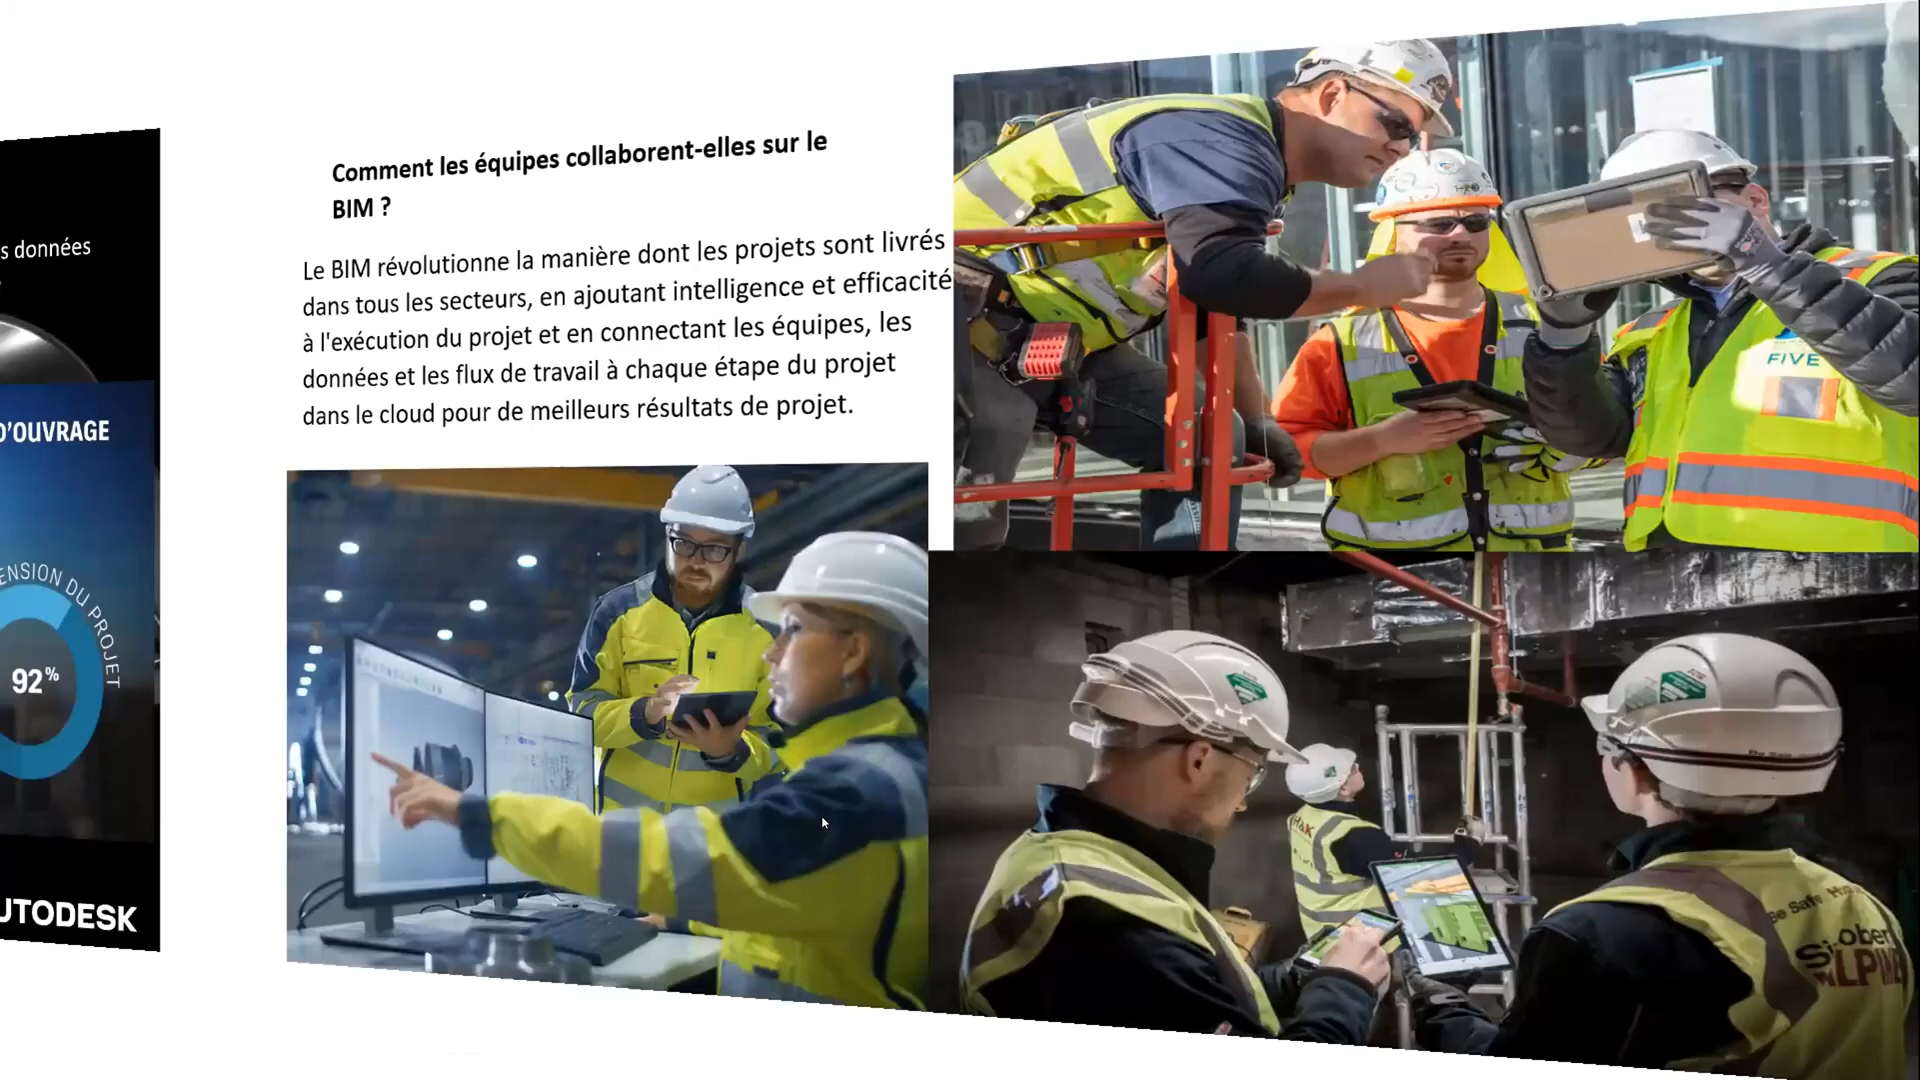 s données
D'OUVRAGE
ENSION DU PROJET
92%
UTODESK
Comment les équipes collaborent-elles sur le
BIM ?
Le BIM révolutionne la manière dont les projets sont livrés
dans tous les secteurs, en ajoutant intelligence et efficacité
à l'exécution du projet et en connectant les équipes, les
données et les flux de travail à chaque étape du projet
dans le cloud pour de meilleurs résultats de projet.
FIVE
H&K